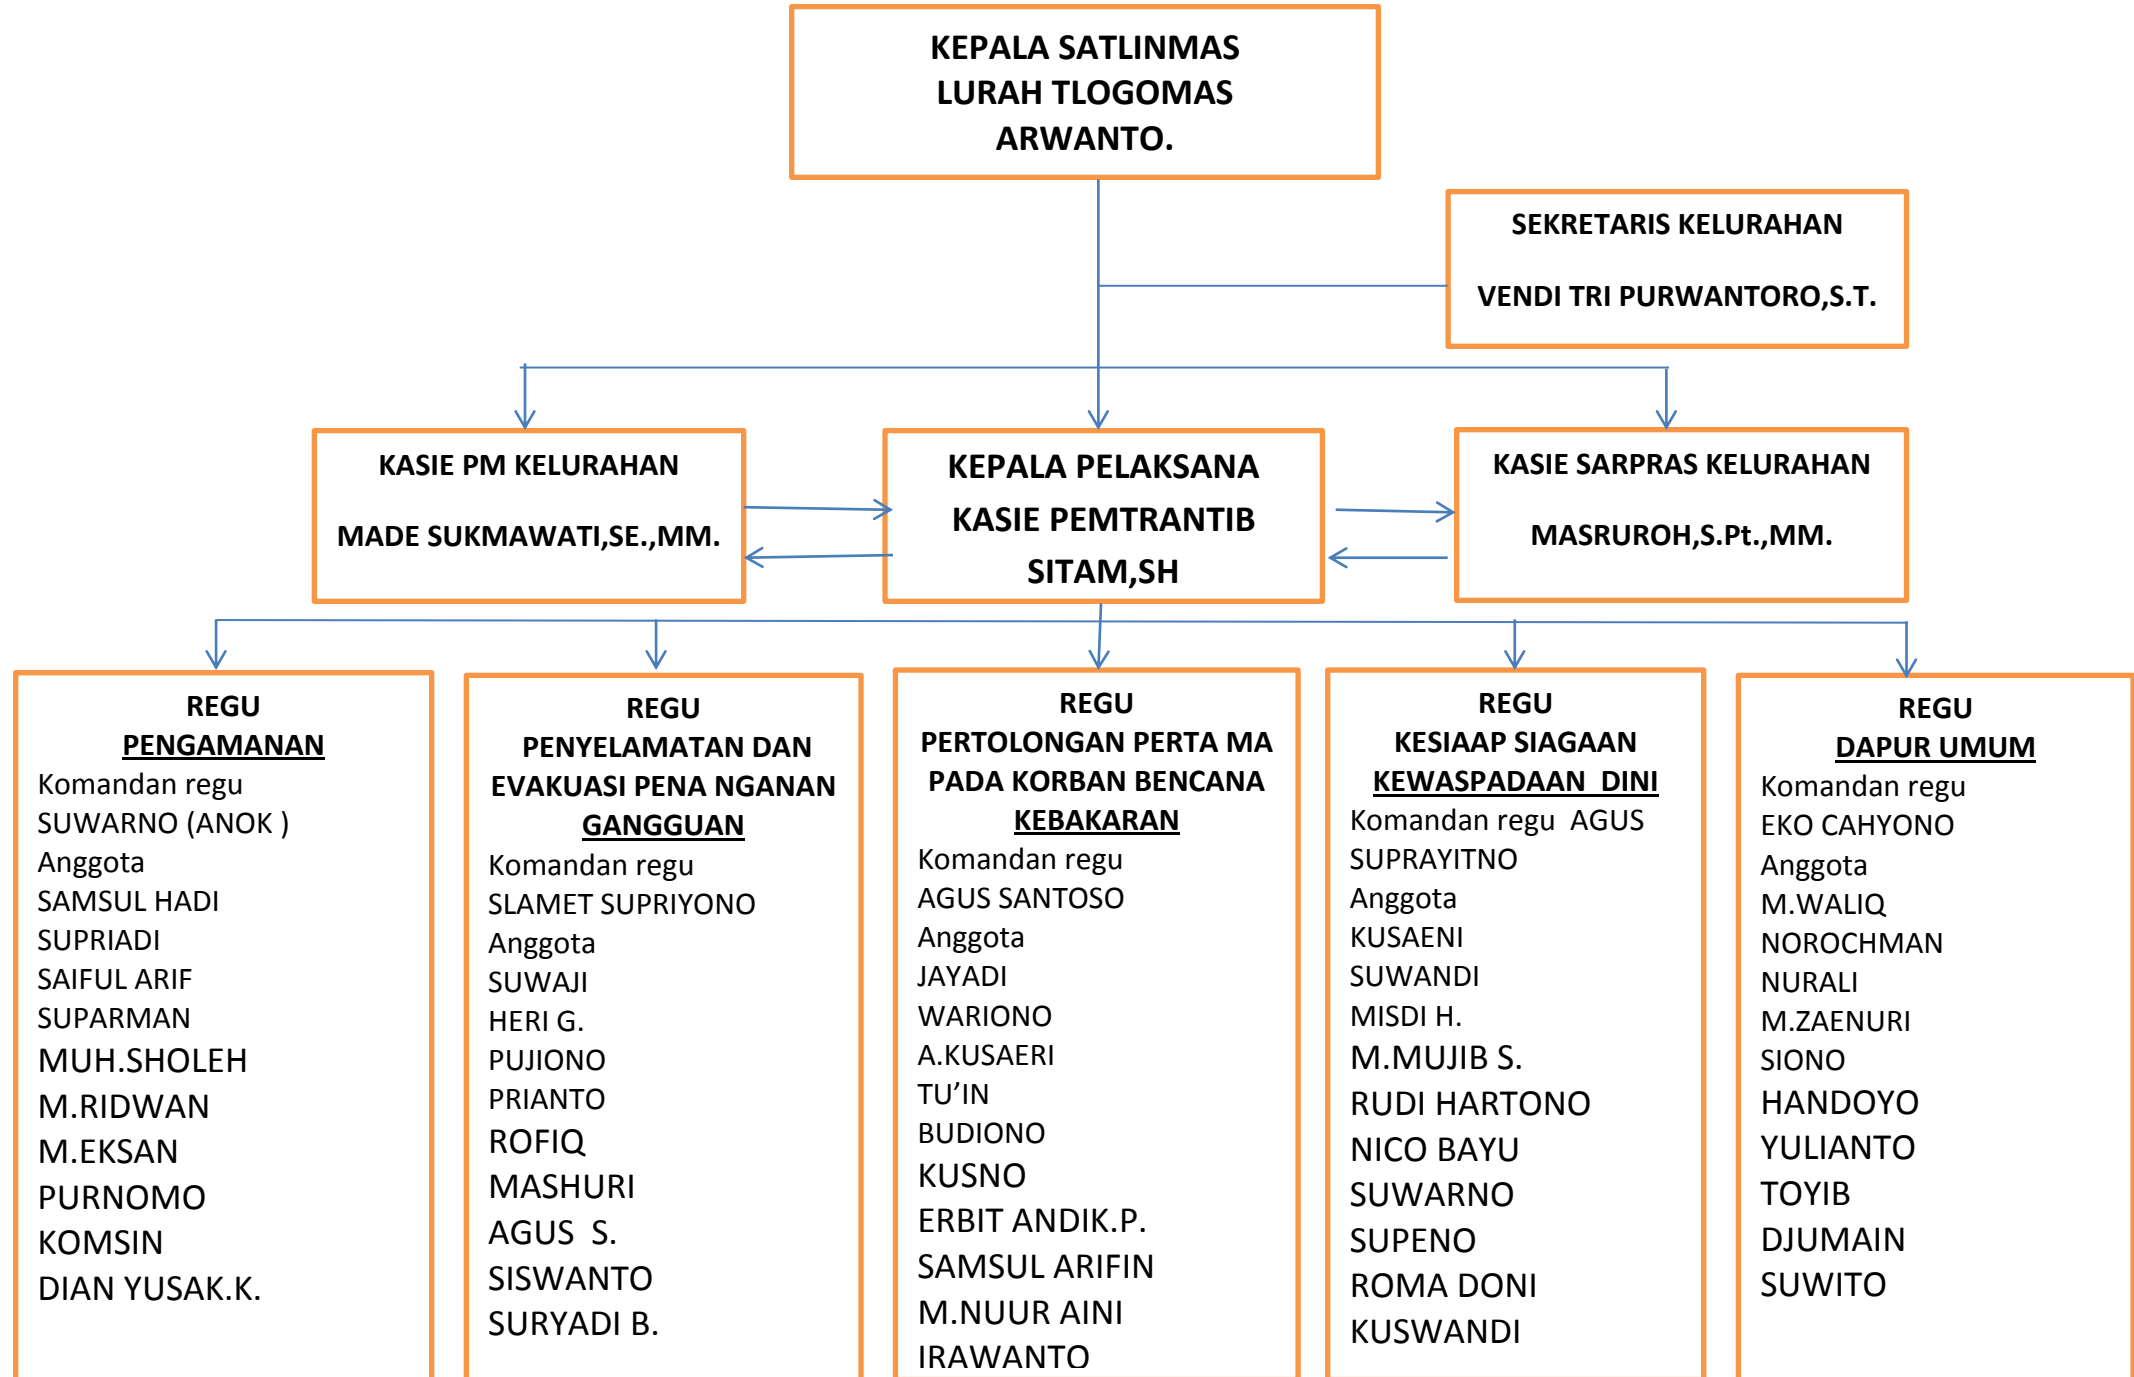 KEPALA SATLINMAS
LURAH TLOGOMAS
ARWANTO.
SEKRETARIS KELURAHAN
VENDI TRI PURWANTORO,S.T.
KASIE PM KELURAHAN
MADE SUKMAWATI,SE.,MM.
KEPALA PELAKSANA
KASIE PEMTRANTIB
SITAM,SH
KASIE SARPRAS KELURAHAN
MASRUROH,S.Pt.,MM.
REGU
PENGAMANAN
Komandan regu
SUWARNO (ANOK )
Anggota
SAMSUL HADI
SUPRIADI
SAIFUL ARIF
SUPARMAN
MUH.SHOLEH
M.RIDWAN
M.EKSAN
PURNOMO
KOMSIN
DIAN YUSAK.K.
REGU
PENYELAMATAN DAN
EVAKUASI PENA NGANAN
GANGGUAN
Komandan regu
SLAMET SUPRIYONO
Anggota
SUWAJI
HERI G.
PUJIONO
PRIANTO
ROFIQ
MASHURI
AGUS  S.
SISWANTO
SURYADI B.
REGU
PERTOLONGAN PERTA MA
PADA KORBAN BENCANA
KEBAKARAN
Komandan regu
AGUS SANTOSO
Anggota
JAYADI
WARIONO
A.KUSAERI
TU’IN
BUDIONO
KUSNO
ERBIT ANDIK.P.
SAMSUL ARIFIN
M.NUUR AINI
IRAWANTO
REGU
KESIAAP SIAGAAN
KEWASPADAAN  DINI
Komandan regu  AGUS
SUPRAYITNO
Anggota
KUSAENI
SUWANDI
MISDI H.
M.MUJIB S.
RUDI HARTONO
NICO BAYU
SUWARNO
SUPENO
ROMA DONI
KUSWANDI
REGU
DAPUR UMUM
Komandan regu
EKO CAHYONO
Anggota
M.WALIQ
NOROCHMAN
NURALI
M.ZAENURI
SIONO
HANDOYO
YULIANTO
TOYIB
DJUMAIN
SUWITO